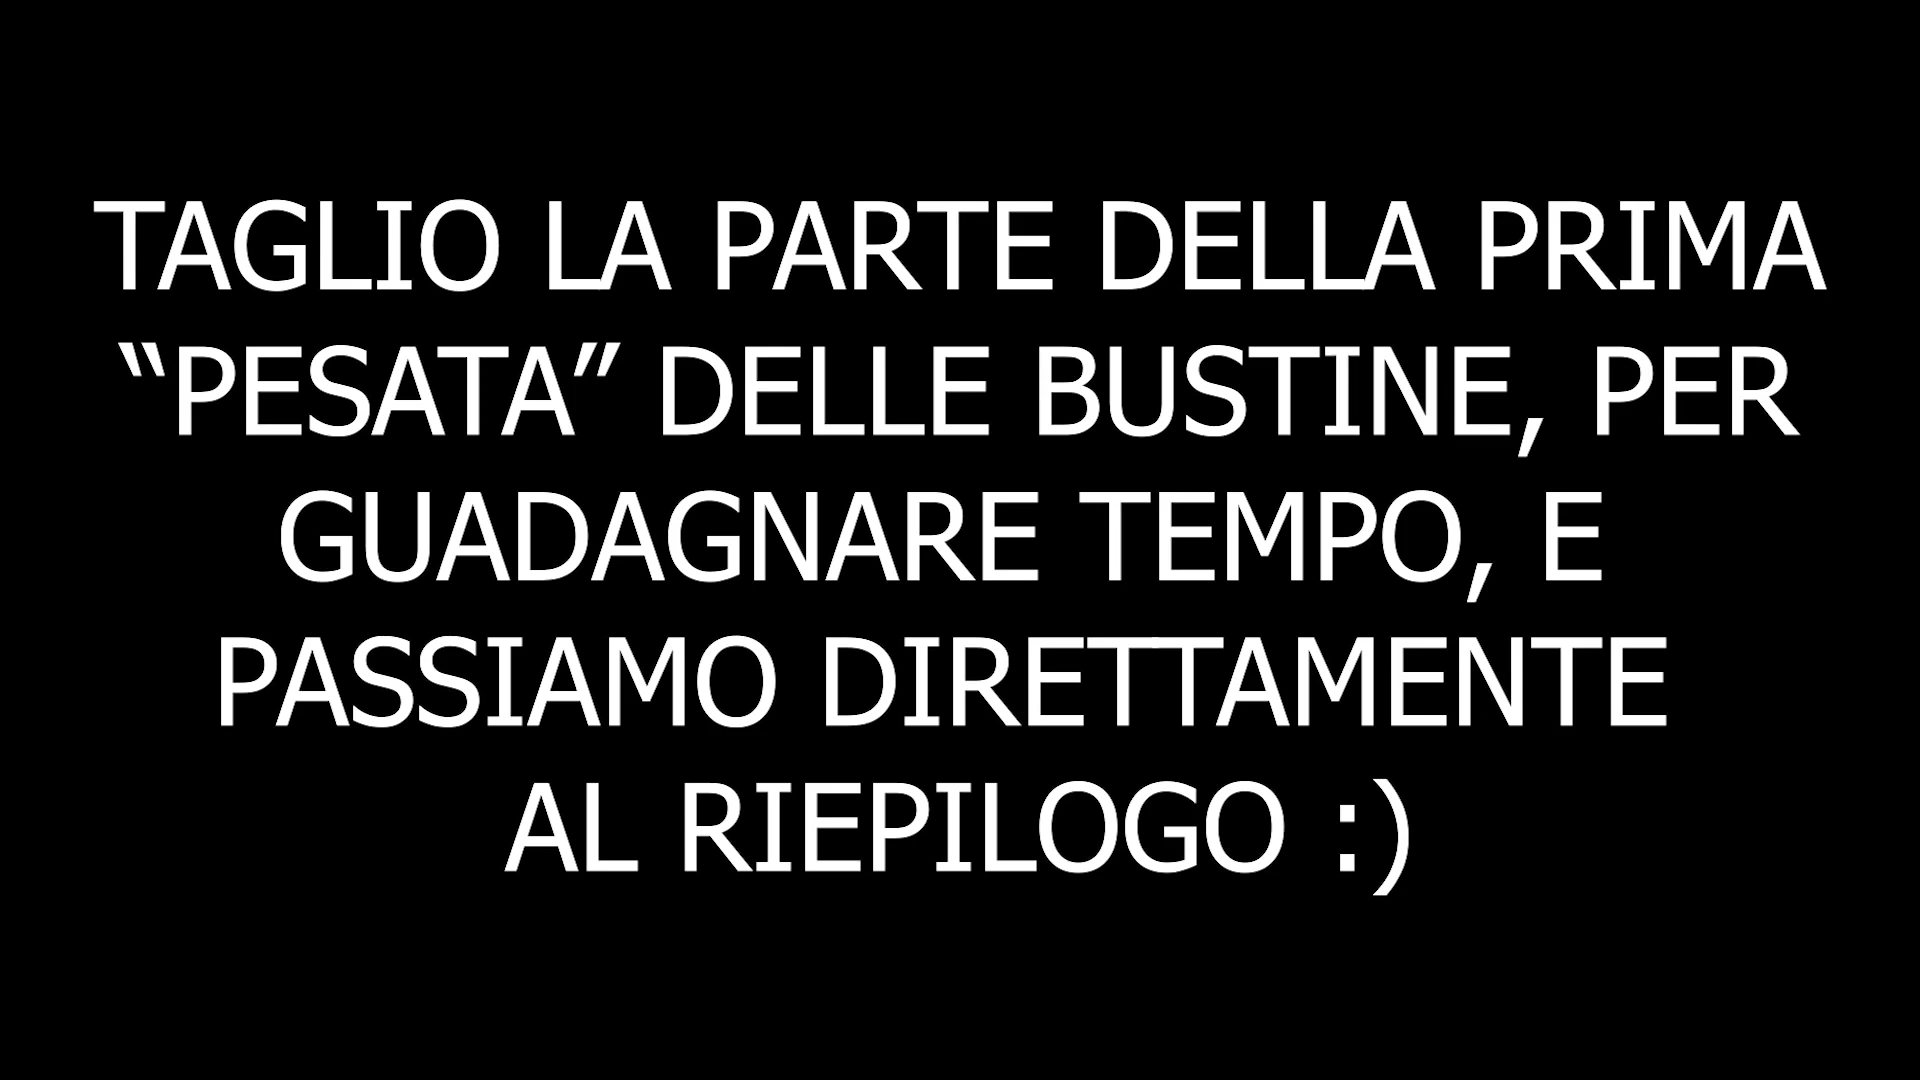 TAGLIO LA PARTE DELLA PRIMA
“PESATA” DELLE BUSTINE, PER
GUADAGNARE TEMPO, E
PASSIAMO DIRETTAMENTE
AL RIEPILOGO :)